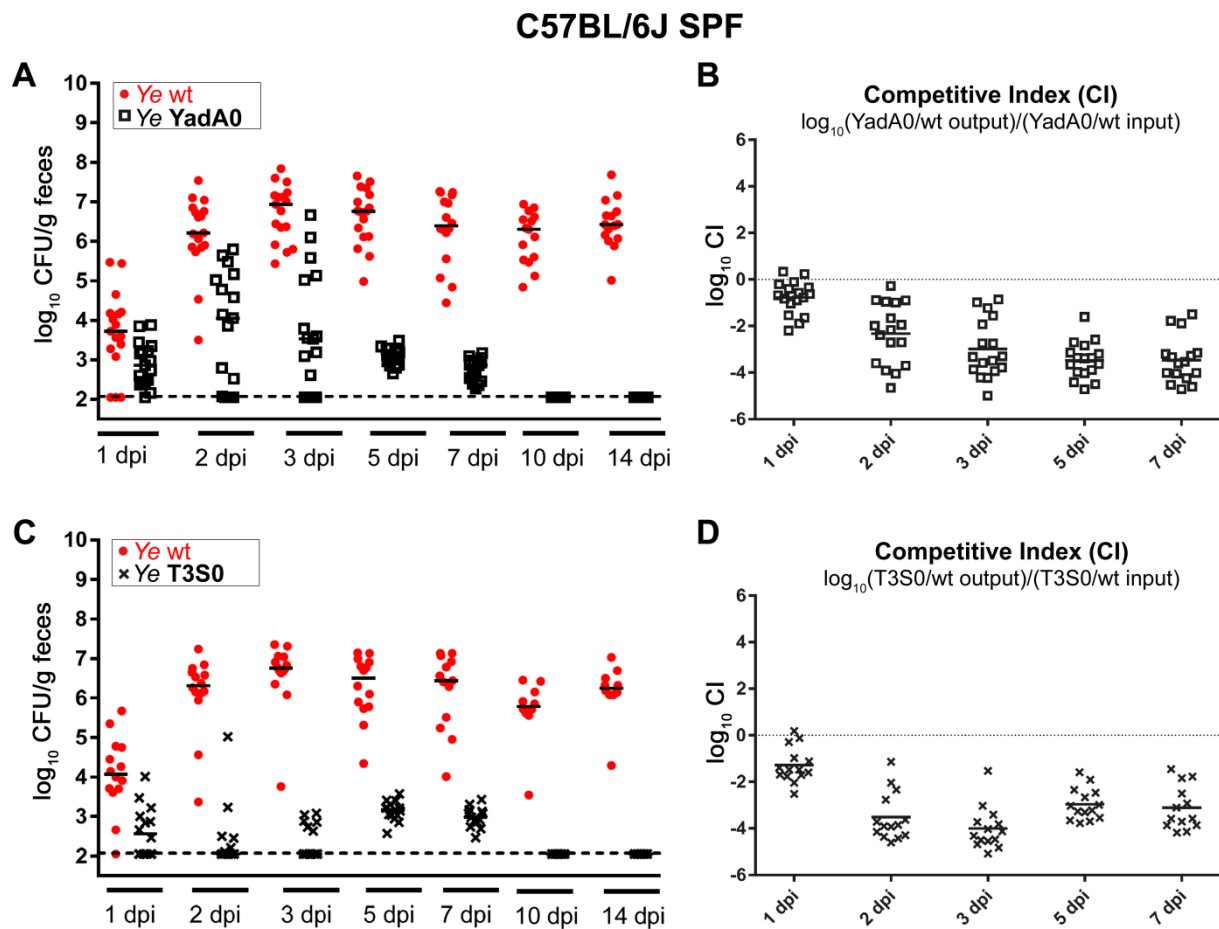 C57BL/6J SPF
A
Ye wt
Ye YadA0
log₁₀ CFU/g feces
10
9
8
7
6
5
4
3
2
1 dpi 2 dpi 3 dpi 5 dpi 7 dpi 10 dpi 14 dpi
B
Competitive Index (CI)
log₁₀(YadA0/wt output)/(YadA0/wt input)
log₁₀ CI
6
4
2
0
-2
-4
-6
1 dpi 2 dpi 3 dpi 5 dpi 7 dpi
C
Ye wt
Ye T3S0
log₁₀ CFU/g feces
10
9
8
7
6
5
4
3
2
1 dpi 2 dpi 3 dpi 5 dpi 7 dpi 10 dpi 14 dpi
D
Competitive Index (CI)
log₁₀(T3S0/wt output)/(T3S0/wt input)
log₁₀ CI
6
4
2
0
-2
-4
-6
1 dpi 2 dpi 3 dpi 5 dpi 7 dpi